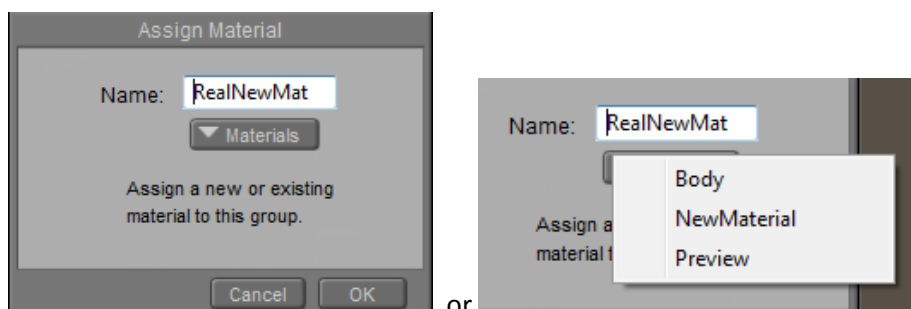 Assign Material
Name: RealNewMat
Materials
Assign a new or existing
material to this group.
Cancel OK
or
Name: RealNewMat
Body
NewMaterial
Preview
Assign a
material t